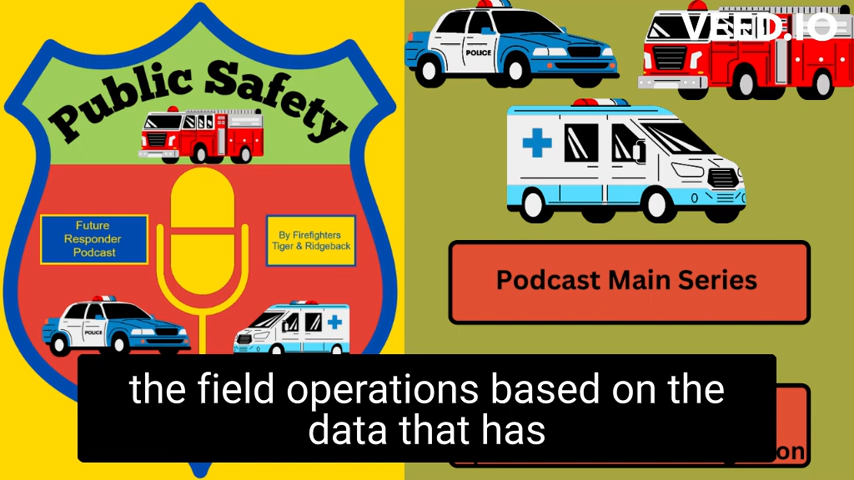 Public Safety
Future
Responder
Podcast
By Firefighters
Tiger & Ridgeback
POLICE
VEED.IO
POLICE
Podcast Main Series
on
the field operations based on the
data that has